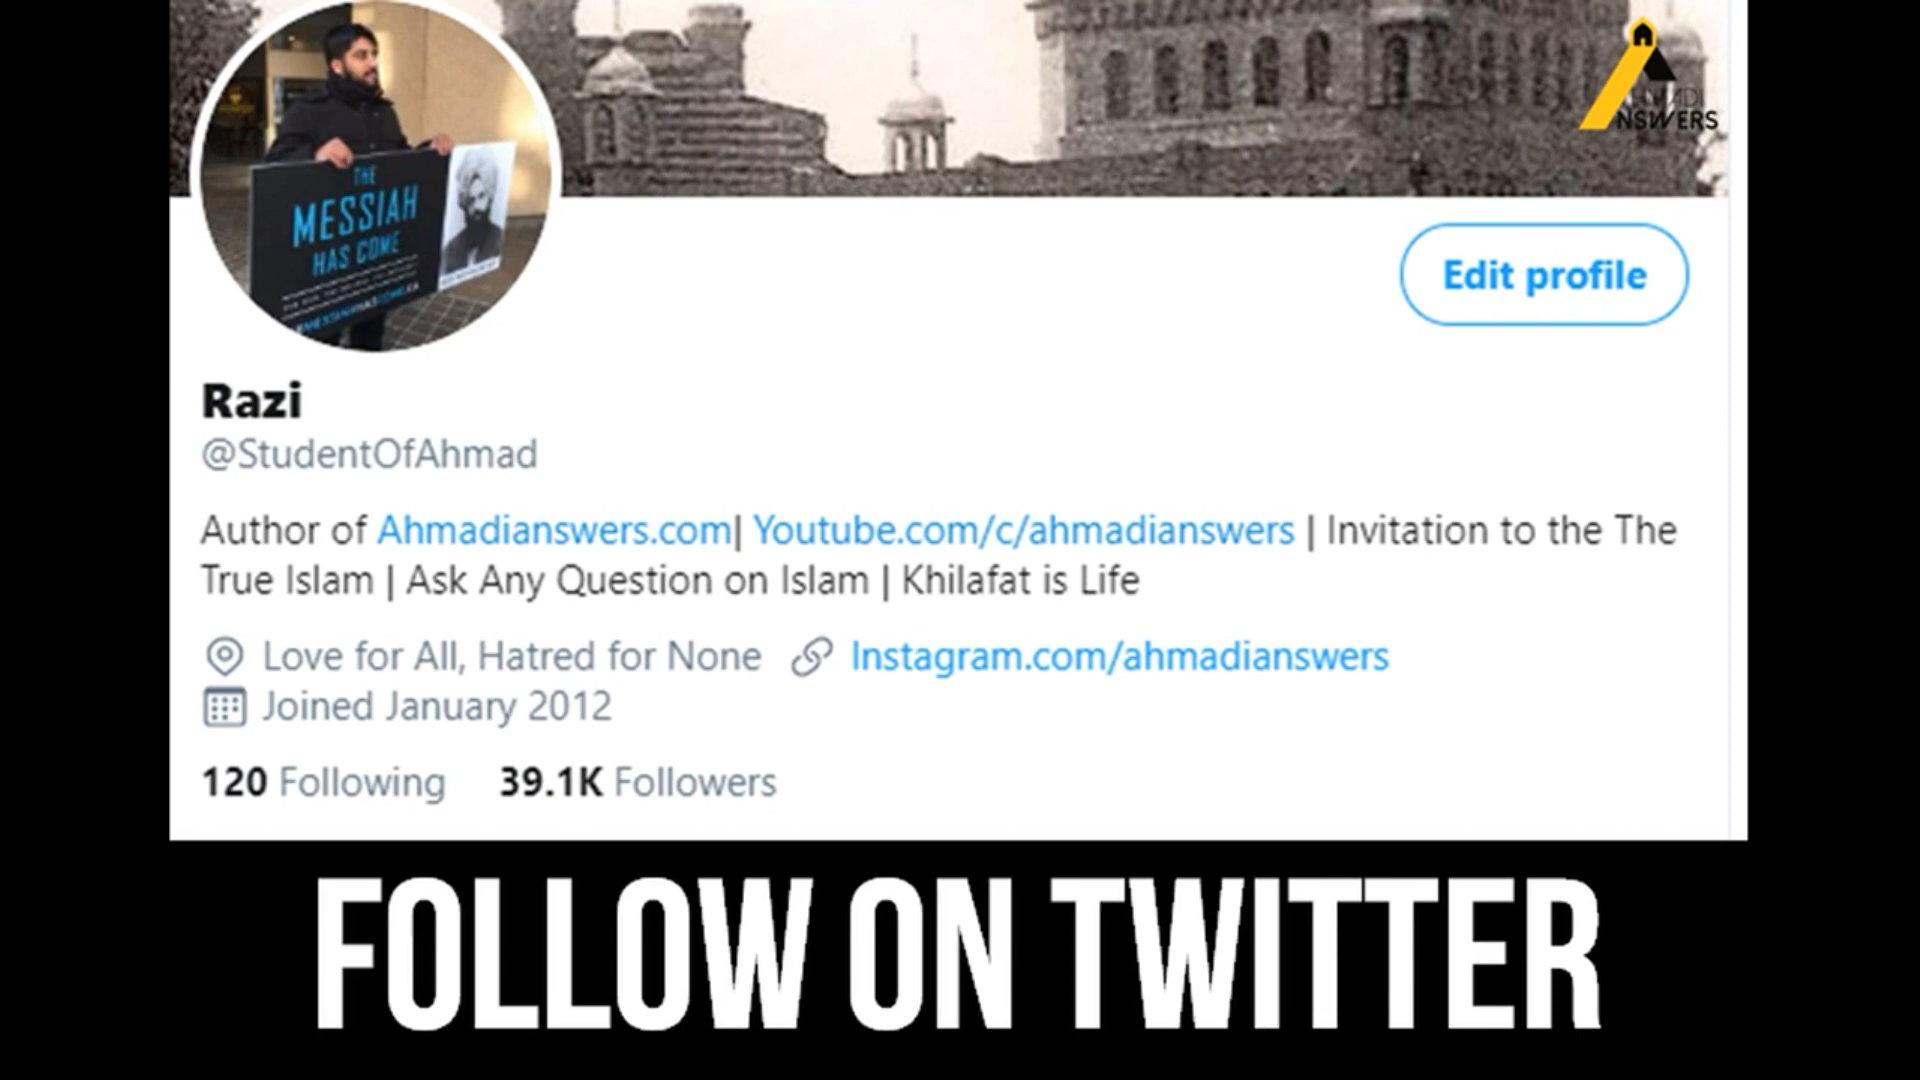 THE
MESSIAH
HAS COME
NSWERS
Edit profile
Razi
@StudentOfAhmad
Author of Ahmadianswers.com| Youtube.com/c/ahmadianswers | Invitation to the The
True Islam | Ask Any Question on Islam | Khilafat is Life
Love for All, Hatred for None Instagram.com/ahmadianswers
Joined January 2012
120 Following 39.1K Followers
FOLLOW ON TWITTER